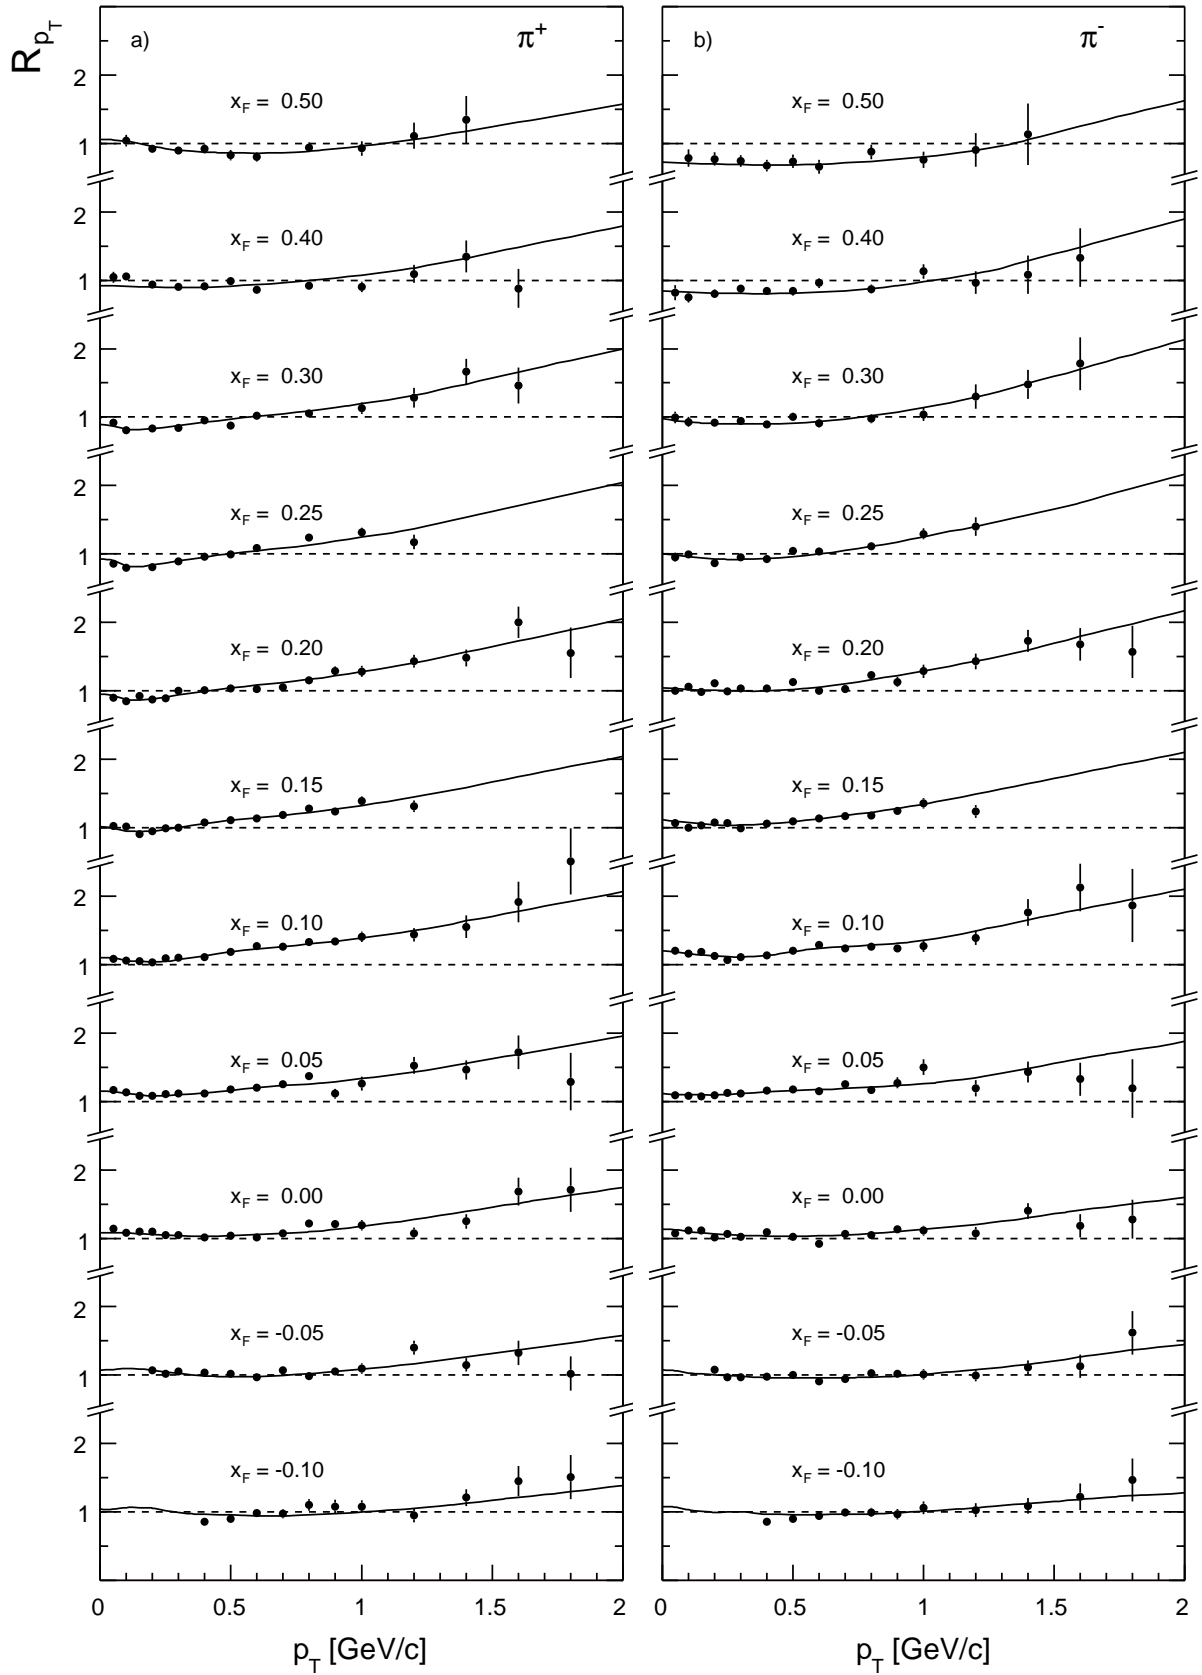 R_{p_T}
a) π⁺
b) π⁻
2
x_F = 0.50
x_F = 0.50
1
2
x_F = 0.40
x_F = 0.40
1
2
x_F = 0.30
x_F = 0.30
1
2
x_F = 0.25
x_F = 0.25
1
2
x_F = 0.20
x_F = 0.20
1
2
x_F = 0.15
x_F = 0.15
1
2
x_F = 0.10
x_F = 0.10
1
2
x_F = 0.05
x_F = 0.05
1
2
x_F = 0.00
x_F = 0.00
1
2
x_F = -0.05
x_F = -0.05
1
2
x_F = -0.10
x_F = -0.10
1
0 0.5 1 1.5 2
0 0.5 1 1.5 2
p_T [GeV/c]
p_T [GeV/c]